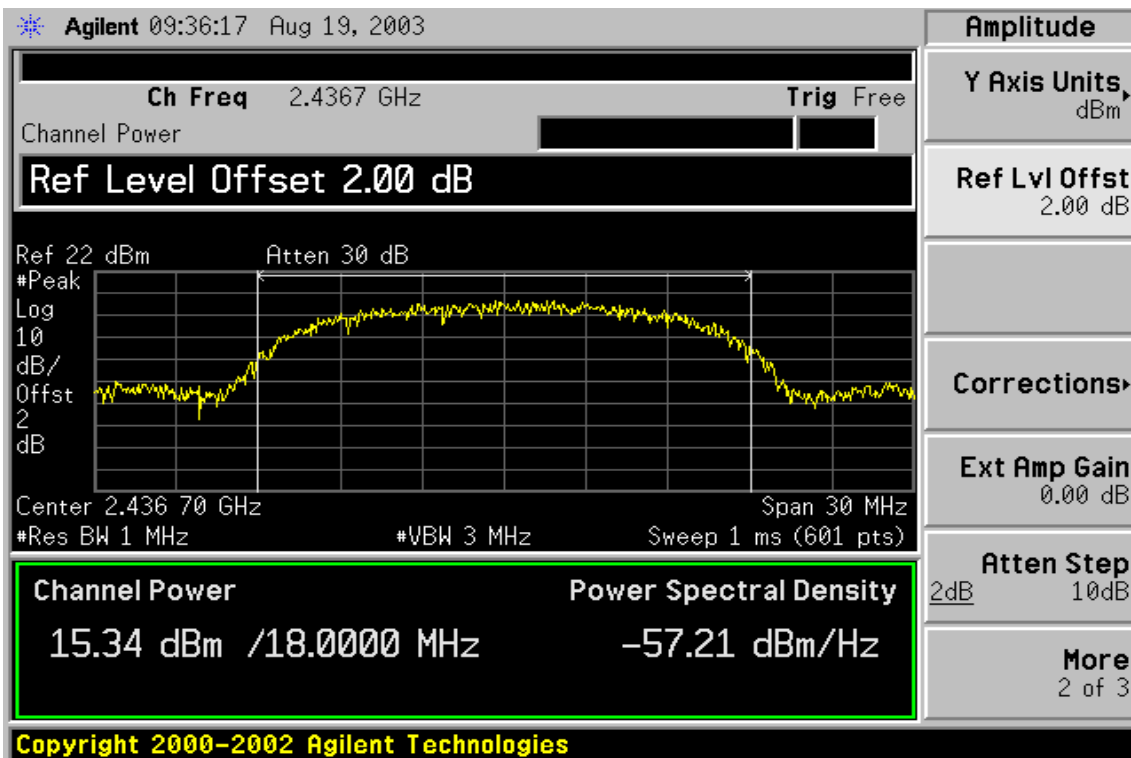 Agilent 09:36:17 Aug 19, 2003
Ch Freq 2.4367 GHz Trig Free
Channel Power
Ref Level Offset 2.00 dB
Ref 22 dBm Atten 30 dB
#Peak
Log
10
dB/
Offst
2
dB
Center 2.436 70 GHz Span 30 MHz
#Res BW 1 MHz #VBW 3 MHz Sweep 1 ms (601 pts)
Channel Power Power Spectral Density
15.34 dBm /18.0000 MHz -57.21 dBm/Hz
Copyright 2000-2002 Agilent Technologies
Amplitude
Y Axis Units
dBm
Ref Lvl Offst
2.00 dB
Corrections
Ext Amp Gain
0.00 dB
Atten Step
2dB 10dB
More
2 of 3